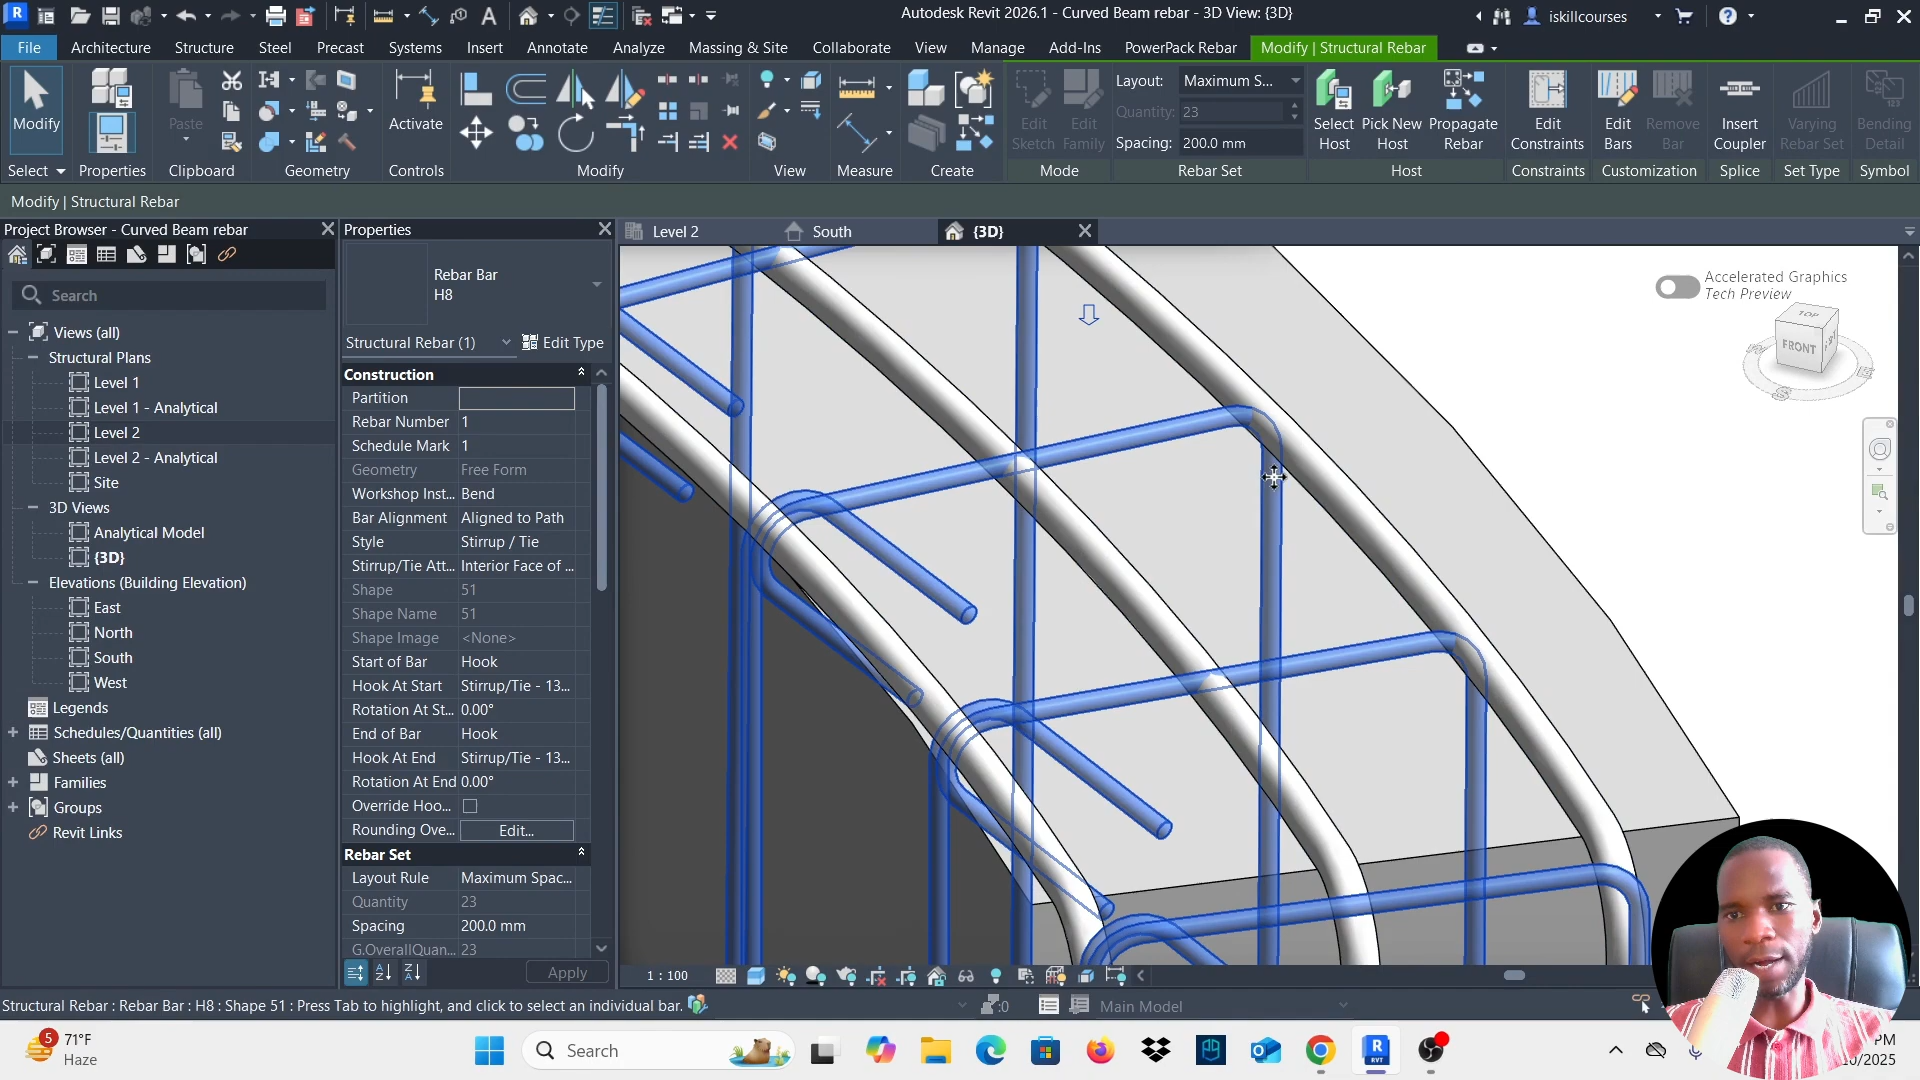 Autodesk Revit 2026.1 - Curved Beam rebar - 3D View: {3D}
iskillcourses
File Architecture Structure Steel Precast Systems Insert Annotate Analyze Massing & Site Collaborate View Manage Add-Ins PowerPack Rebar Modify | Structural Rebar
Modify
Paste
Activate
Layout: Maximum S...
Quantity: 23
Spacing: 200.0 mm
Edit Sketch
Edit Family
Select Host
Pick New Host
Propagate Rebar
Edit Constraints
Edit Bars
Remove Bar
Insert Coupler
Varying Rebar Set
Bending Detail
Select Properties Clipboard Geometry Controls Modify View Measure Create Mode Rebar Set Host Constraints Customization Splice Set Type Symbol
Modify | Structural Rebar
Project Browser - Curved Beam rebar
Search
Views (all)
Structural Plans
Level 1
Level 1 - Analytical
Level 2
Level 2 - Analytical
Site
3D Views
Analytical Model
{3D}
Elevations (Building Elevation)
East
North
South
West
Legends
Schedules/Quantities (all)
Sheets (all)
Families
Groups
Revit Links
Properties
Rebar Bar
H8
Structural Rebar (1) Edit Type
Construction
Partition
Rebar Number 1
Schedule Mark 1
Geometry Free Form
Workshop Inst... Bend
Bar Alignment Aligned to Path
Style Stirrup / Tie
Stirrup/Tie Att... Interior Face of ...
Shape 51
Shape Name 51
Shape Image <None>
Start of Bar Hook
Hook At Start Stirrup/Tie - 13...
Rotation At St... 0.00°
End of Bar Hook
Hook At End Stirrup/Tie - 13...
Rotation At End 0.00°
Override Hoo...
Rounding Ove... Edit...
Rebar Set
Layout Rule Maximum Spac...
Quantity 23
Spacing 200.0 mm
G.OverallQuan... 23
Apply
Level 2 South {3D}
Accelerated Graphics
Tech Preview
TOP
FRONT
1 : 100
Structural Rebar : Rebar Bar : H8 : Shape 51 : Press Tab to highlight, and click to select an individual bar.
:0
Main Model
5
71°F
Haze
Search
PM
0/2025